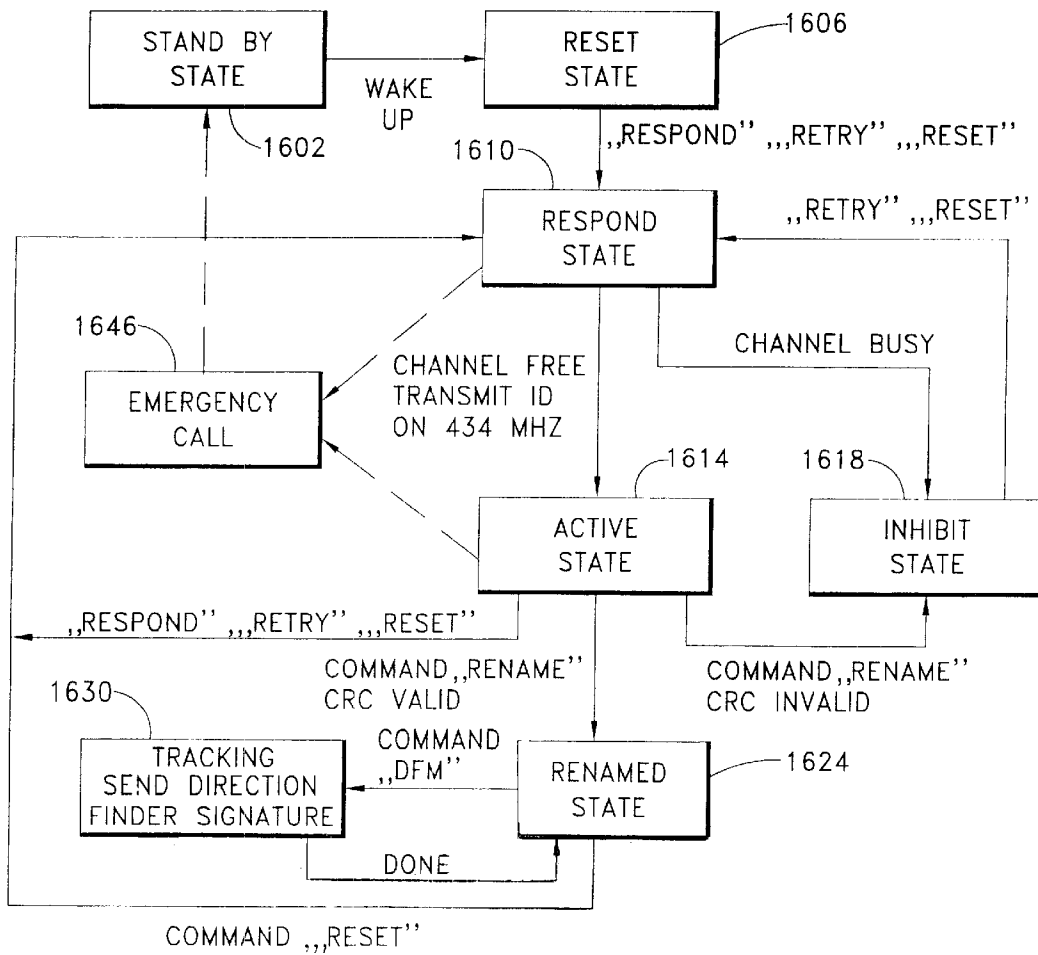 STAND BY
STATE
1602
WAKE
UP
RESET
STATE
1606
,,RESPOND'' ,,,RETRY'' ,,,RESET''
1610
RESPOND
STATE
,,RETRY'' ,,,RESET''
1646
EMERGENCY
CALL
CHANNEL FREE
TRANSMIT ID
ON 434 MHZ
CHANNEL BUSY
1614
ACTIVE
STATE
1618
INHIBIT
STATE
,,RESPOND'' ,,,RETRY'' ,,,RESET''
COMMAND,,RENAME''
CRC VALID
COMMAND,,RENAME''
CRC INVALID
1630
TRACKING
SEND DIRECTION
FINDER SIGNATURE
COMMAND
,,DFM''
RENAMED
STATE
1624
DONE
COMMAND ,,,RESET''